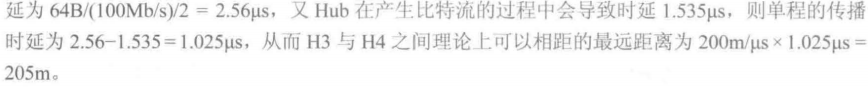 延为 64B/(100Mb/s)/2 = 2.56μs，又 Hub 在产生比特流的过程中会导致时延 1.535μs，则单程的传播
时延为 2.56−1.535=1.025μs，从而 H3 与 H4 之间理论上可以相距的最远距离为 200m/μs×1.025μs=
205m。